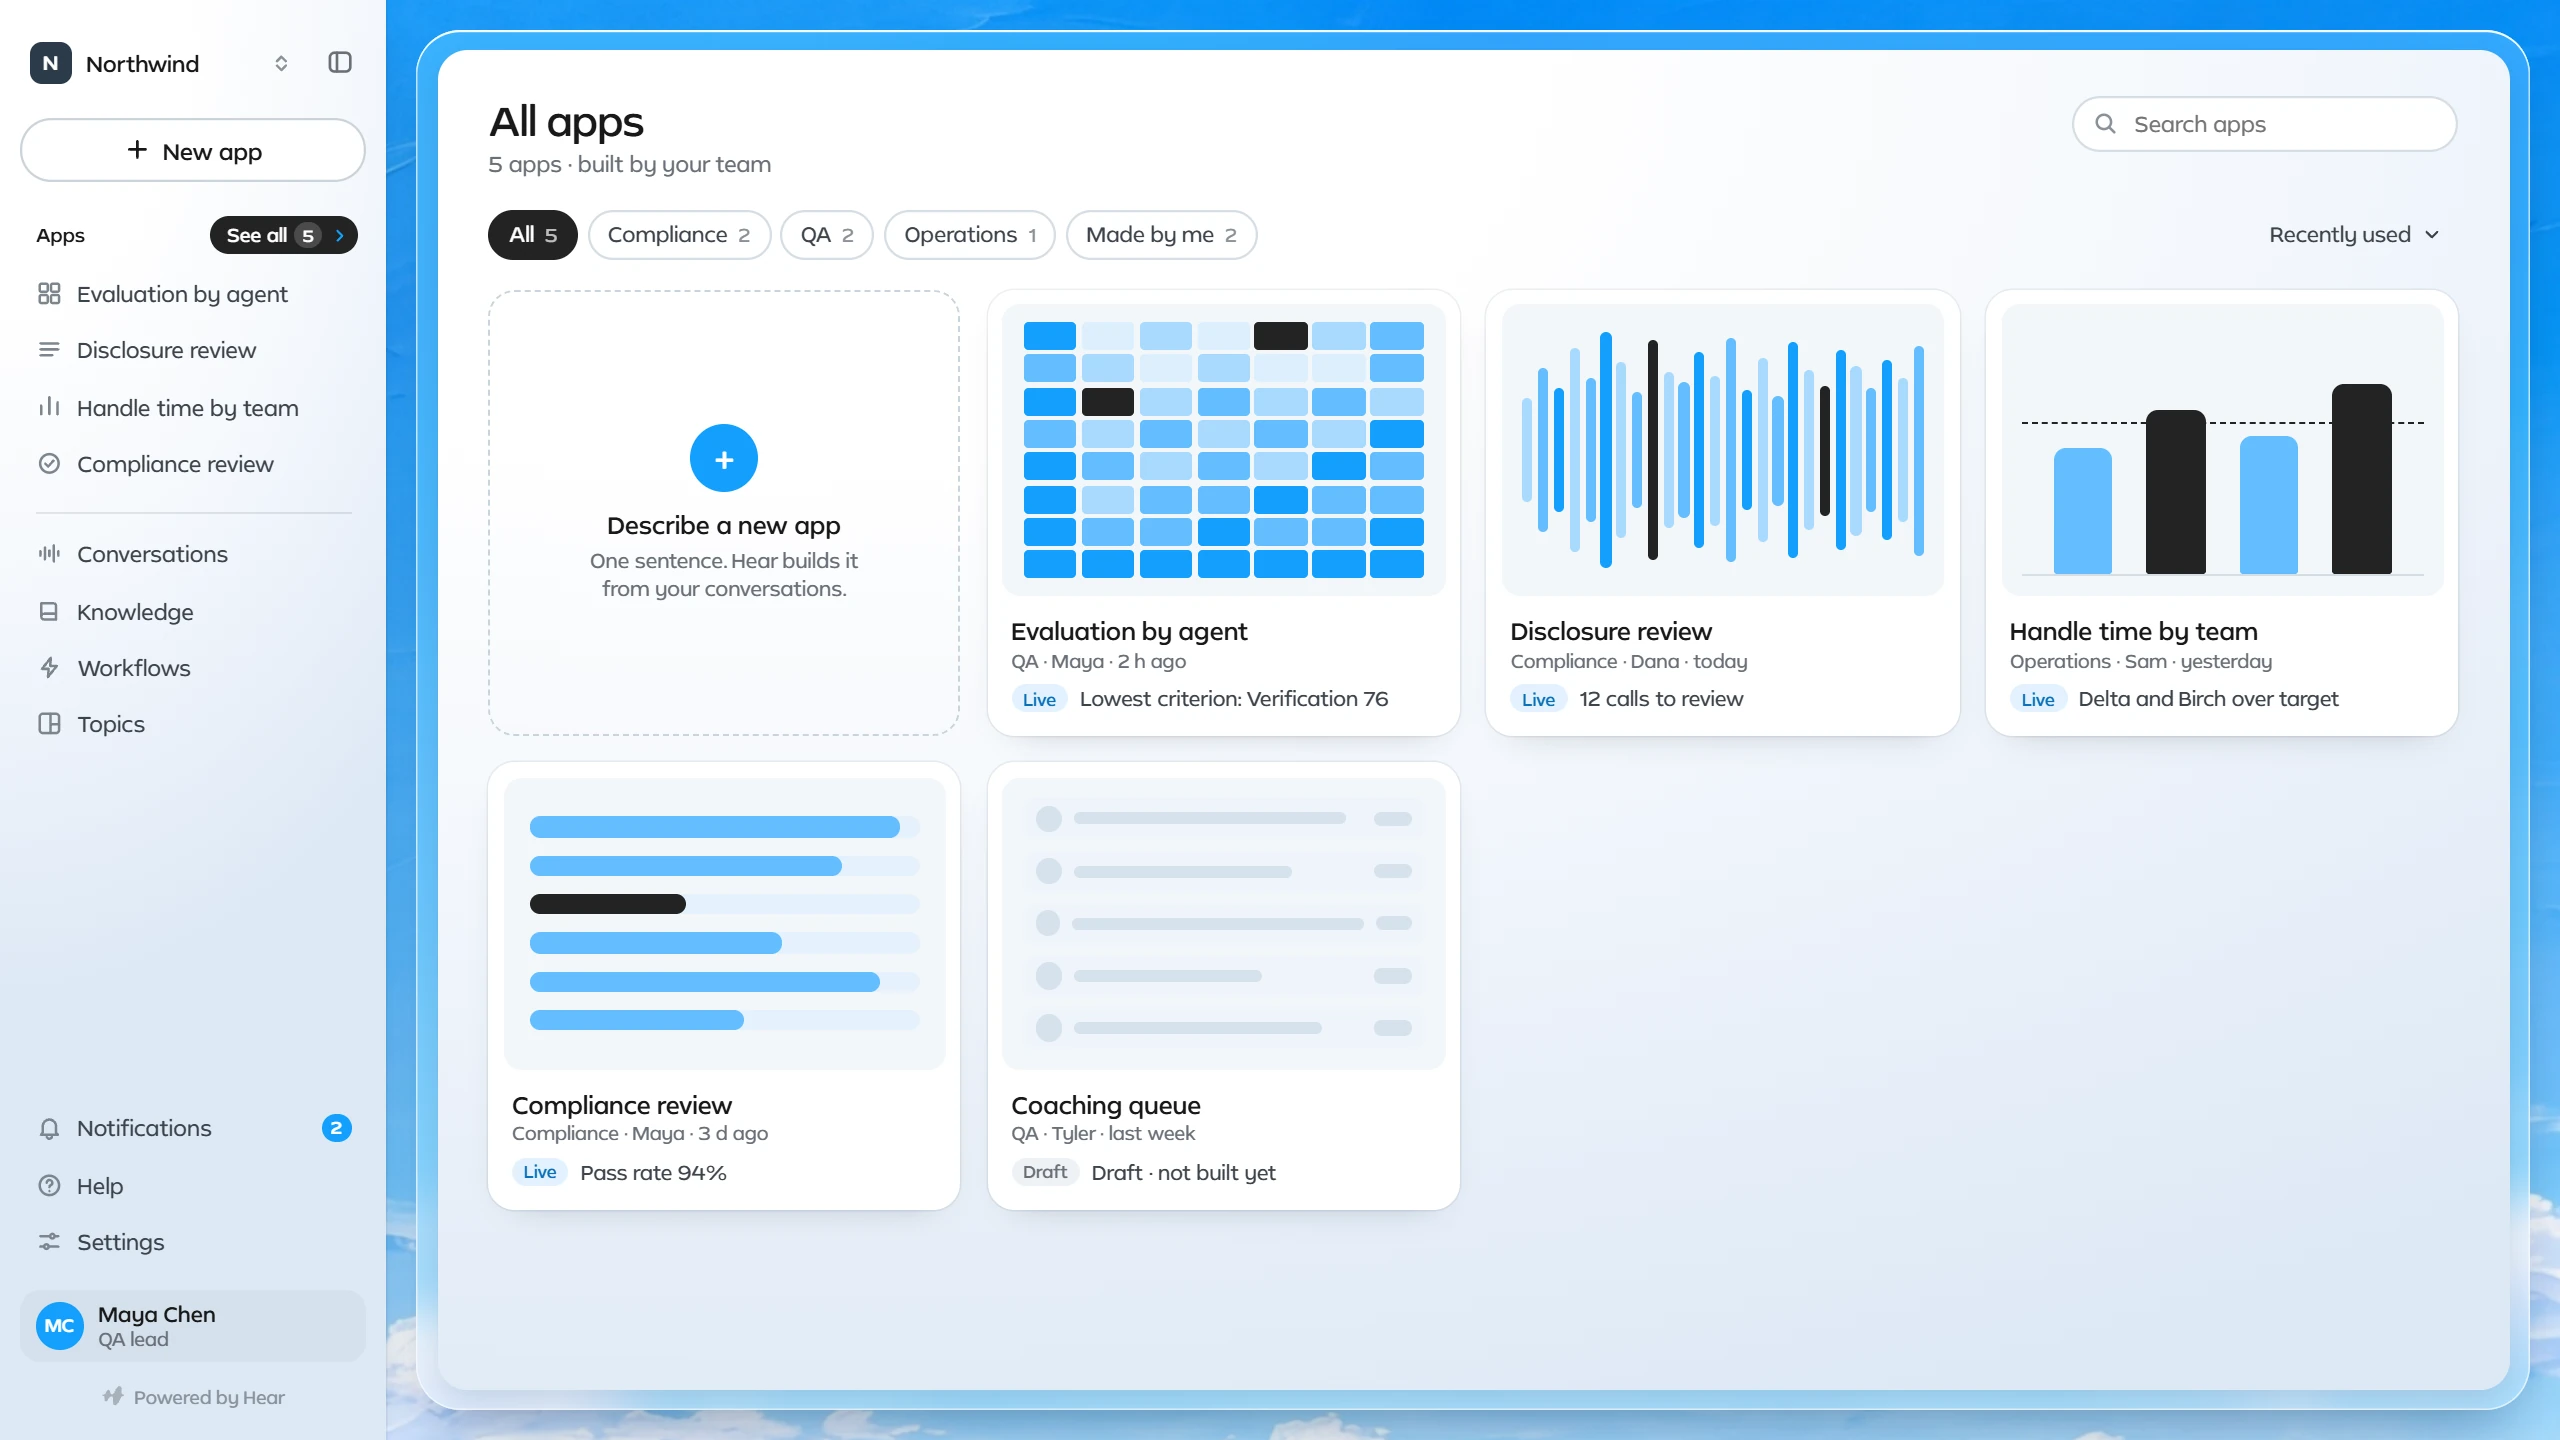 N Northwind
New app
Apps See all 5
Evaluation by agent
Disclosure review
Handle time by team
Compliance review
Conversations
Knowledge
Workflows
Topics
Notifications 2
Help
Settings
MC Maya Chen
QA lead
Powered by Hear
All apps
5 apps · built by your team
Search apps
All 5 Compliance 2 QA 2 Operations 1 Made by me 2
Recently used
Describe a new app
One sentence. Hear builds it
from your conversations.
Evaluation by agent
QA · Maya · 2 h ago
Live Lowest criterion: Verification 76
Disclosure review
Compliance · Dana · today
Live 12 calls to review
Handle time by team
Operations · Sam · yesterday
Live Delta and Birch over target
Compliance review
Compliance · Maya · 3 d ago
Live Pass rate 94%
Coaching queue
QA · Tyler · last week
Draft Draft · not built yet